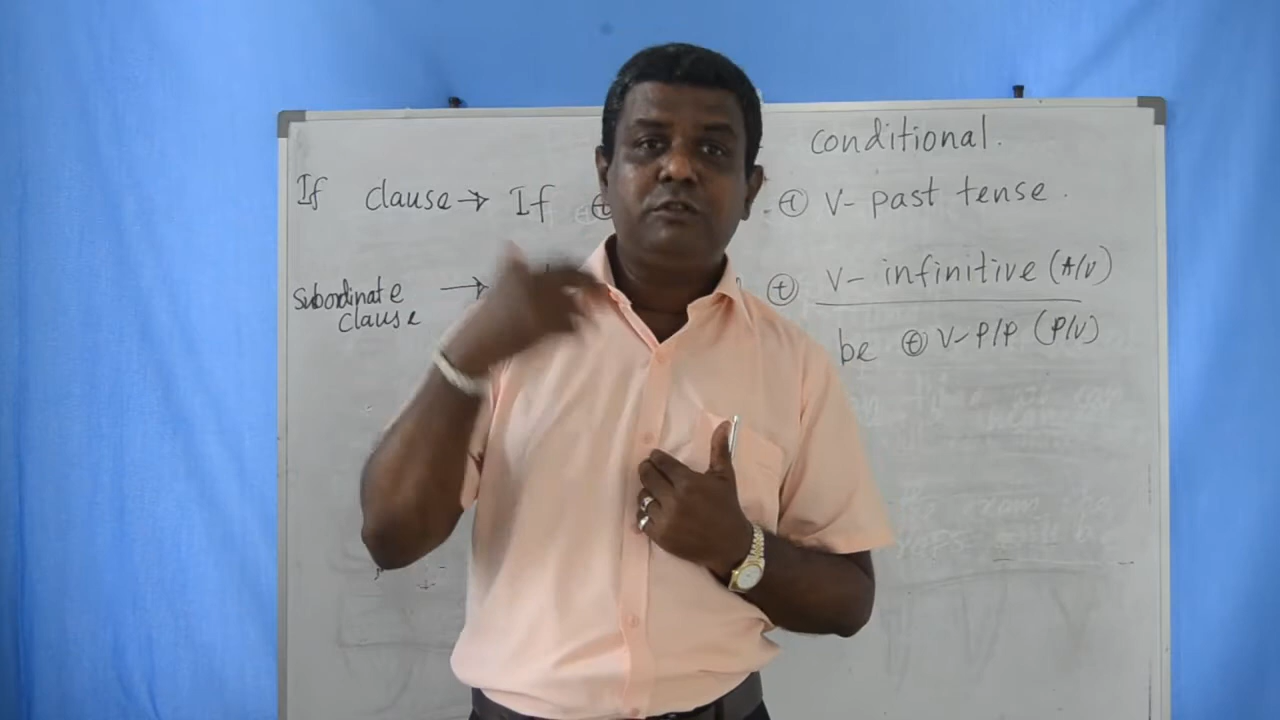 conditional.
If clause → If ⊕ ⊕ V- past tense.
subordinate → ⊕ V- infinitive (A/V)
clause be ⊕ V-P/P (P/V)